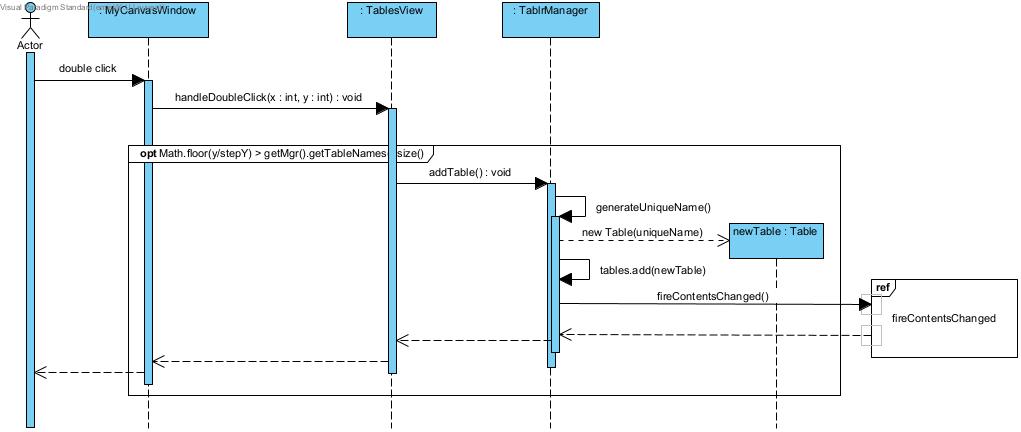 Visual Paradigm Standard
: MyCanvasWindow
: TablesView
: TablrManager
Actor
double click
handleDoubleClick(x : int, y : int) : void
opt Math.floor(y/stepY) > getMgr().getTableNames size()
addTable() : void
generateUniqueName()
new Table(uniqueName)
newTable : Table
tables.add(newTable)
fireContentsChanged()
ref
fireContentsChanged